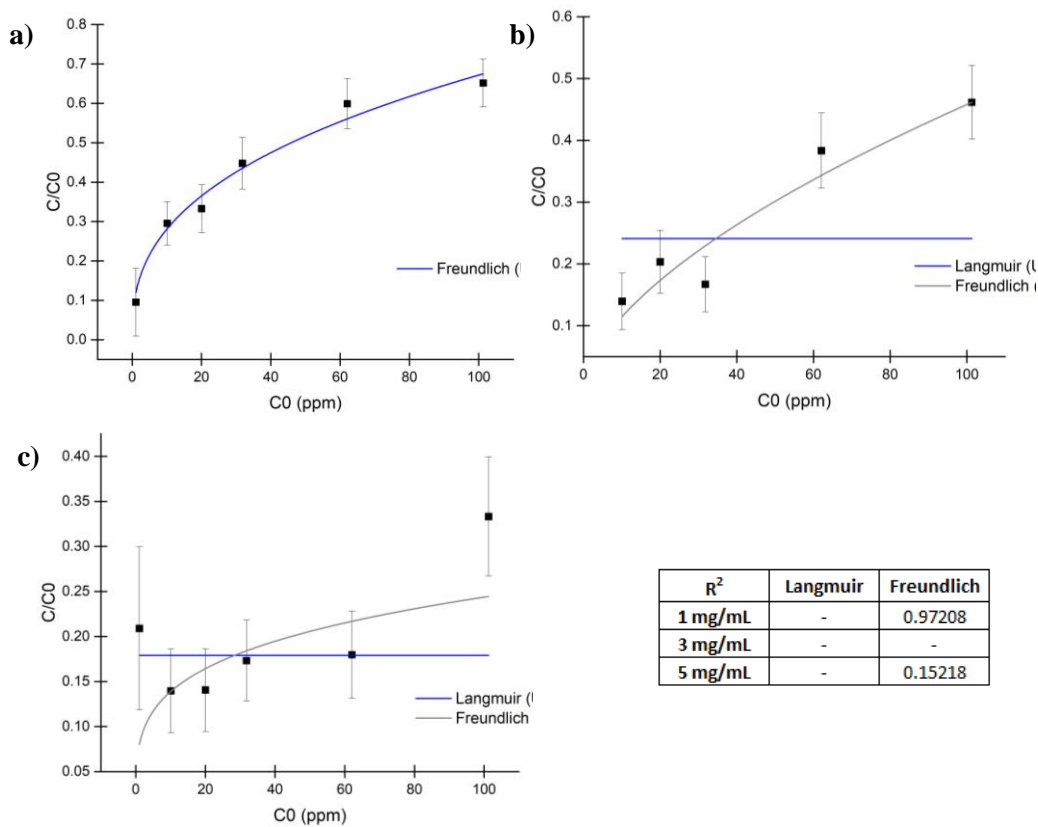 a)
0.8
0.7
0.6
0.5
0.4
0.3
0.2
0.1
0.0
C/C0
Freundlich (
0 20 40 60 80 100
C0 (ppm)
b)
0.6
0.5
0.4
0.3
0.2
0.1
C/C0
Langmuir (
Freundlich (
0 20 40 60 80 100
C0 (ppm)
c)
0.40
0.35
0.30
0.25
0.20
0.15
0.10
0.05
C/C0
Langmuir (
Freundlich
0 20 40 60 80 100
C0 (ppm)
R² Langmuir Freundlich
1 mg/mL - 0.97208
3 mg/mL - -
5 mg/mL - 0.15218